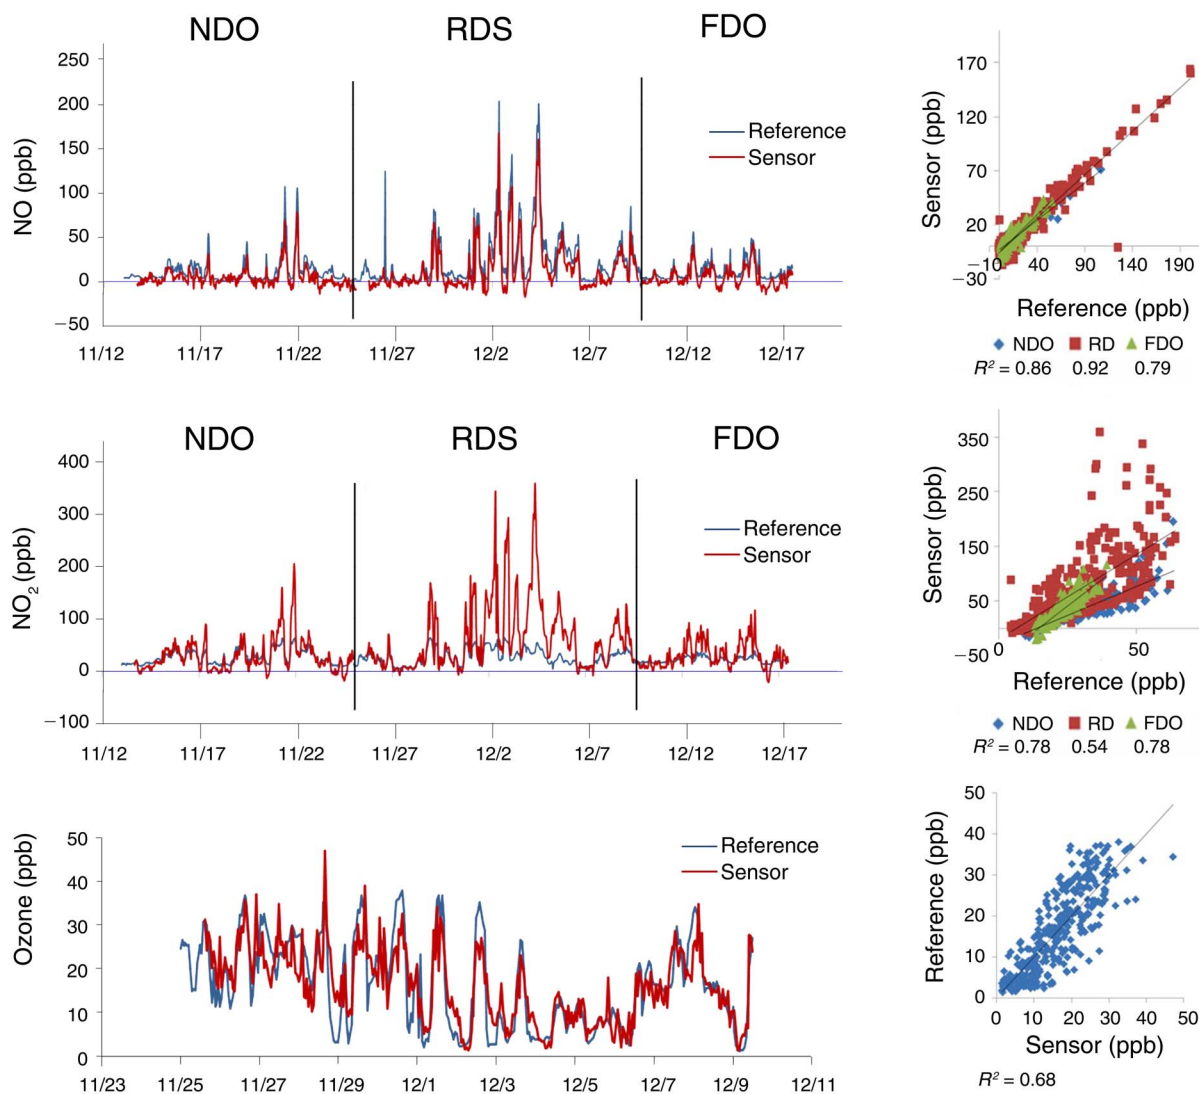 NDO RDS FDO
NO (ppb)
250
200
150
100
50
0
−50
Reference
Sensor
11/12 11/17 11/22 11/27 12/2 12/7 12/12 12/17
Sensor (ppb)
170
120
70
20
−30
−10 40 90 140 190
Reference (ppb)
NDO RD FDO
R² = 0.86 0.92 0.79
NDO RDS FDO
NO₂ (ppb)
400
300
200
100
0
−100
Reference
Sensor
11/12 11/17 11/22 11/27 12/2 12/7 12/12 12/17
Sensor (ppb)
350
250
150
50
−50
0 50
Reference (ppb)
NDO RD FDO
R² = 0.78 0.54 0.78
Ozone (ppb)
50
40
30
20
10
0
Reference
Sensor
11/23 11/25 11/27 11/29 12/1 12/3 12/5 12/7 12/9 12/11
Reference (ppb)
50
40
30
20
10
0
0 10 20 30 40 50
Sensor (ppb)
R² = 0.68